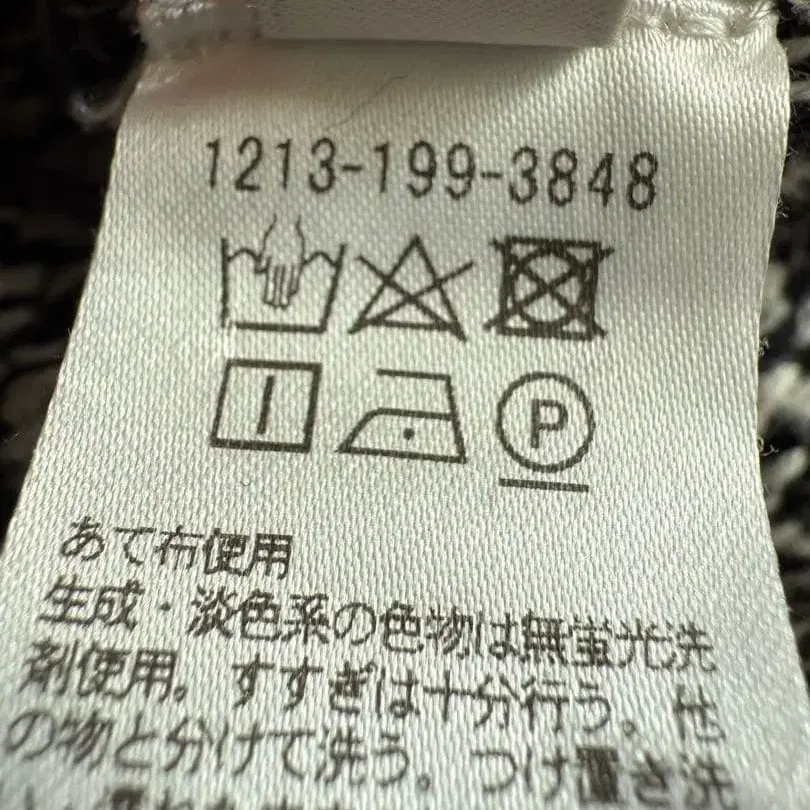 1213-199-3848
P
あて布使用
生成・淡色系の色物は無蛍光洗
剤使用。すすぎは十分行う。他
の物と分けて洗う。つけ置き洗